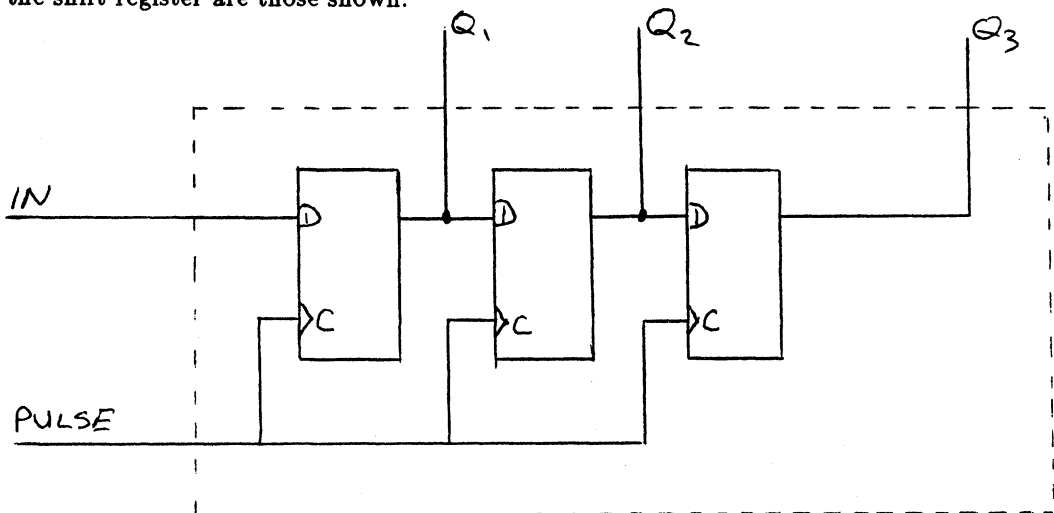 the shift register are those shown.
Q1 Q2 Q3
IN
D D D
C C C
PULSE